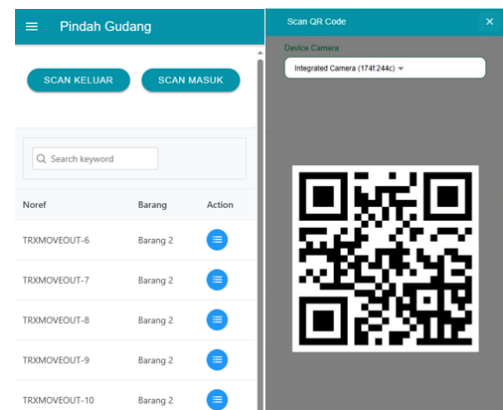 Pindah Gudang
SCAN KELUAR SCAN MASUK
Search keyword
Noref Barang Action
TRXMOVEOUT-6 Barang 2
TRXMOVEOUT-7 Barang 2
TRXMOVEOUT-8 Barang 2
TRXMOVEOUT-9 Barang 2
TRXMOVEOUT-10 Barang 2
Scan QR Code
Device Camera
Integrated Camera (174f:244c)